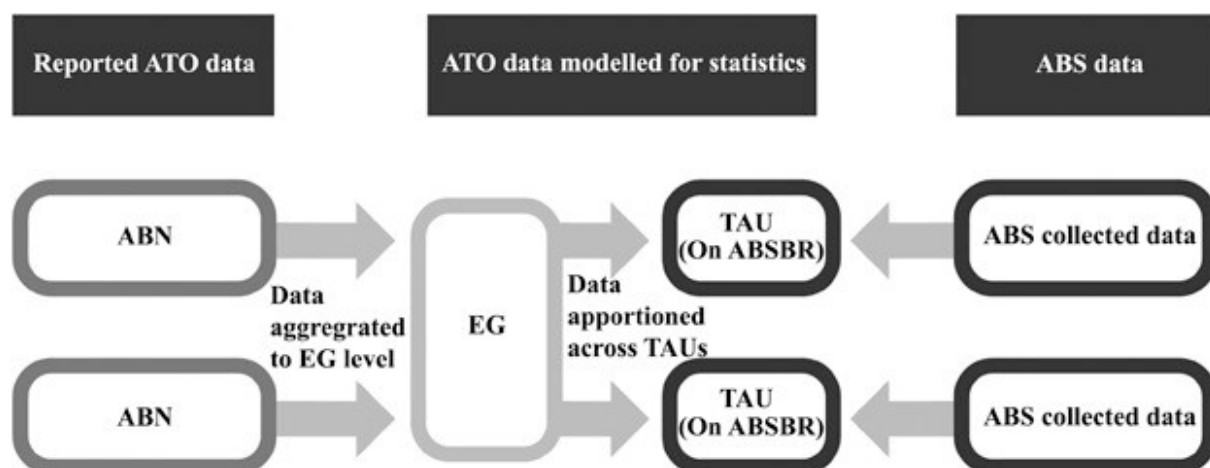 Reported ATO data
ATO data modelled for statistics
ABS data
ABN
Data
aggregrated
to EG level
ABN
EG
Data
apportioned
across TAUs
TAU
(On ABSBR)
TAU
(On ABSBR)
ABS collected data
ABS collected data